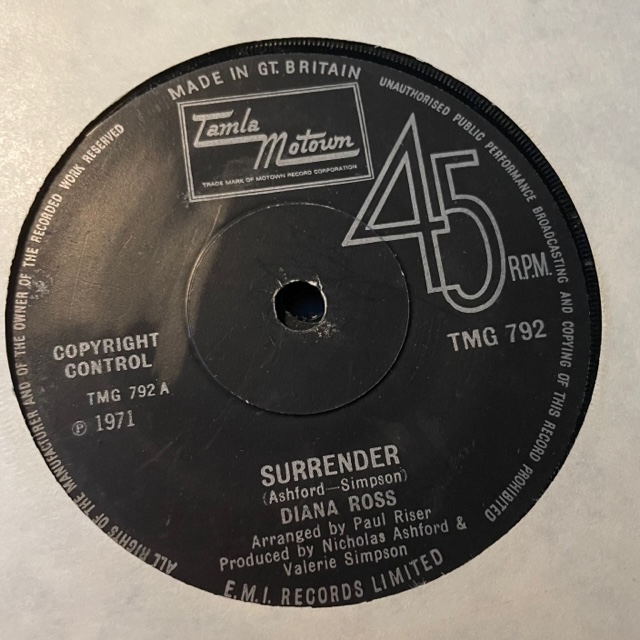 MADE IN GT. BRITAIN
UNAUTHORISED PUBLIC PERFORMANCE BROADCASTING AND COPYING OF THIS RECORD PROHIBITED
ALL RIGHTS OF THE MANUFACTURER AND OF THE OWNER OF THE RECORDED WORK RESERVED
Tamla
Motown
TRADE MARK OF MOTOWN RECORD CORPORATION
45
R.P.M.
TMG 792
COPYRIGHT
CONTROL
TMG 792 A
℗ 1971
SURRENDER
(Ashford—Simpson)
DIANA ROSS
Arranged by Paul Riser
Produced by Nicholas Ashford &
Valerie Simpson
E.M.I. RECORDS LIMITED